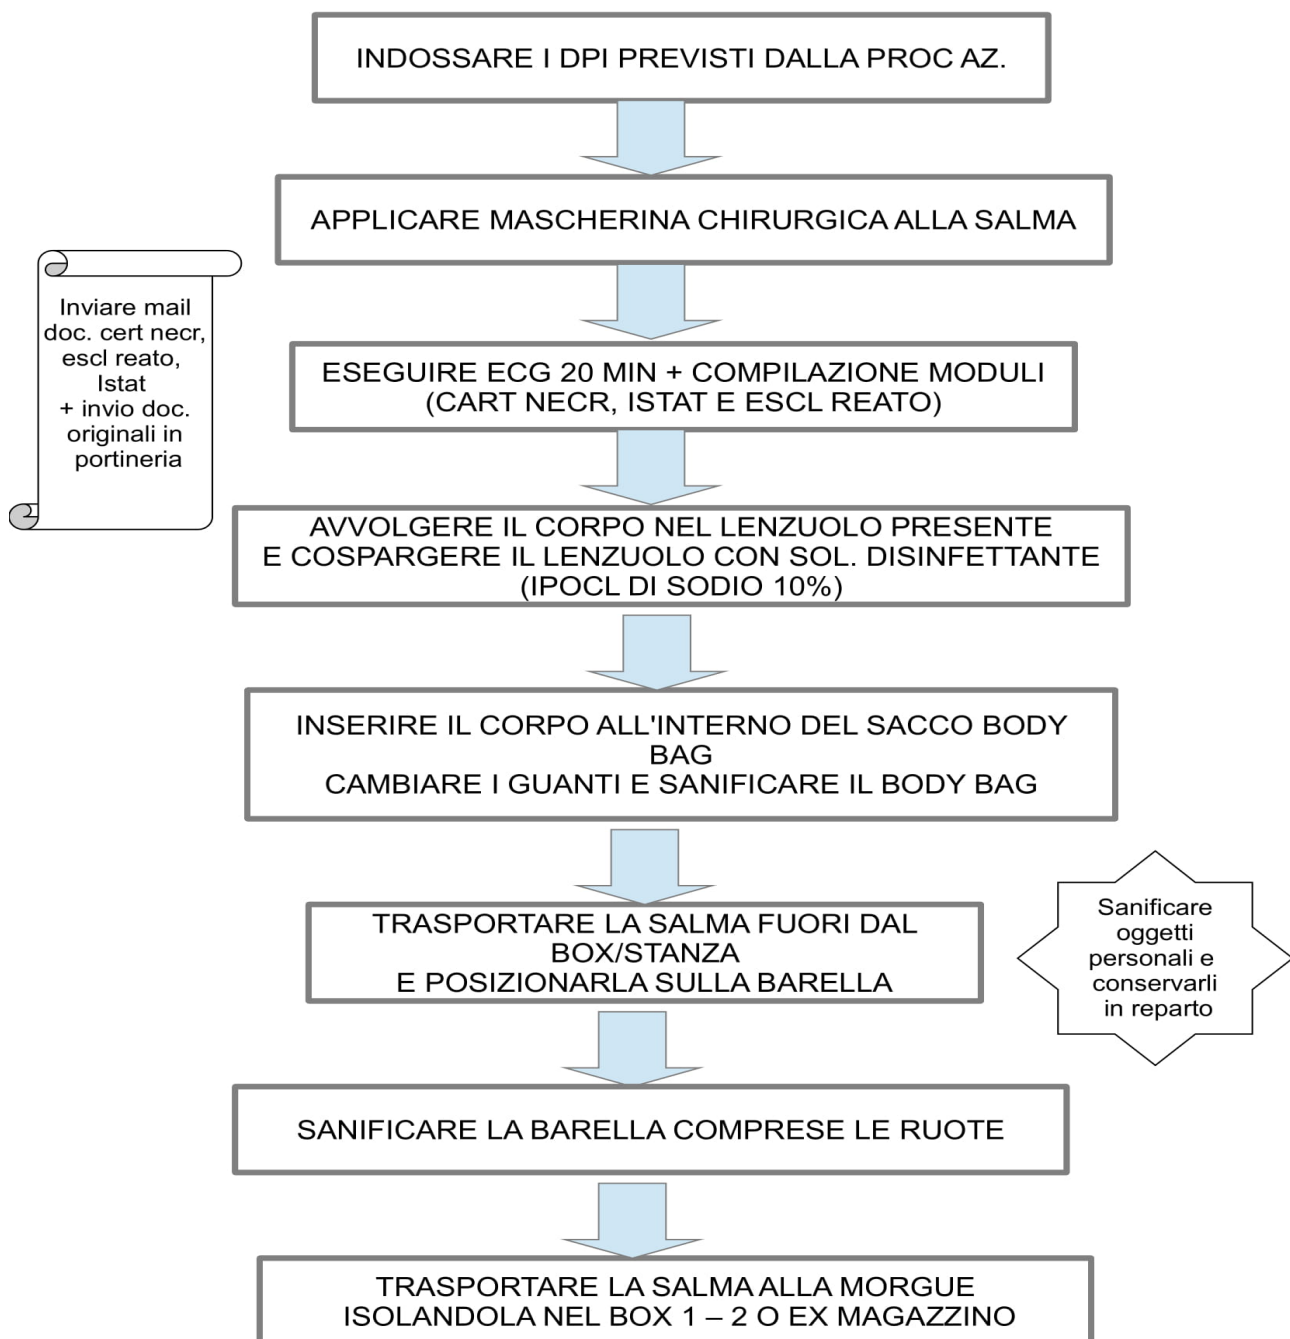 INDOSSARE I DPI PREVISTI DALLA PROC AZ.
APPLICARE MASCHERINA CHIRURGICA ALLA SALMA
Inviare mail
doc. cert necr,
escl reato,
Istat
+ invio doc.
originali in
portineria
ESEGUIRE ECG 20 MIN + COMPILAZIONE MODULI
(CART NECR, ISTAT E ESCL REATO)
AVVOLGERE IL CORPO NEL LENZUOLO PRESENTE
E COSPARGERE IL LENZUOLO CON SOL. DISINFETTANTE
(IPOCL DI SODIO 10%)
INSERIRE IL CORPO ALL'INTERNO DEL SACCO BODY
BAG
CAMBIARE I GUANTI E SANIFICARE IL BODY BAG
TRASPORTARE LA SALMA FUORI DAL
BOX/STANZA
E POSIZIONARLA SULLA BARELLA
Sanificare
oggetti
personali e
conservarli
in reparto
SANIFICARE LA BARELLA COMPRESE LE RUOTE
TRASPORTARE LA SALMA ALLA MORGUE
ISOLANDOLA NEL BOX 1 – 2 O EX MAGAZZINO